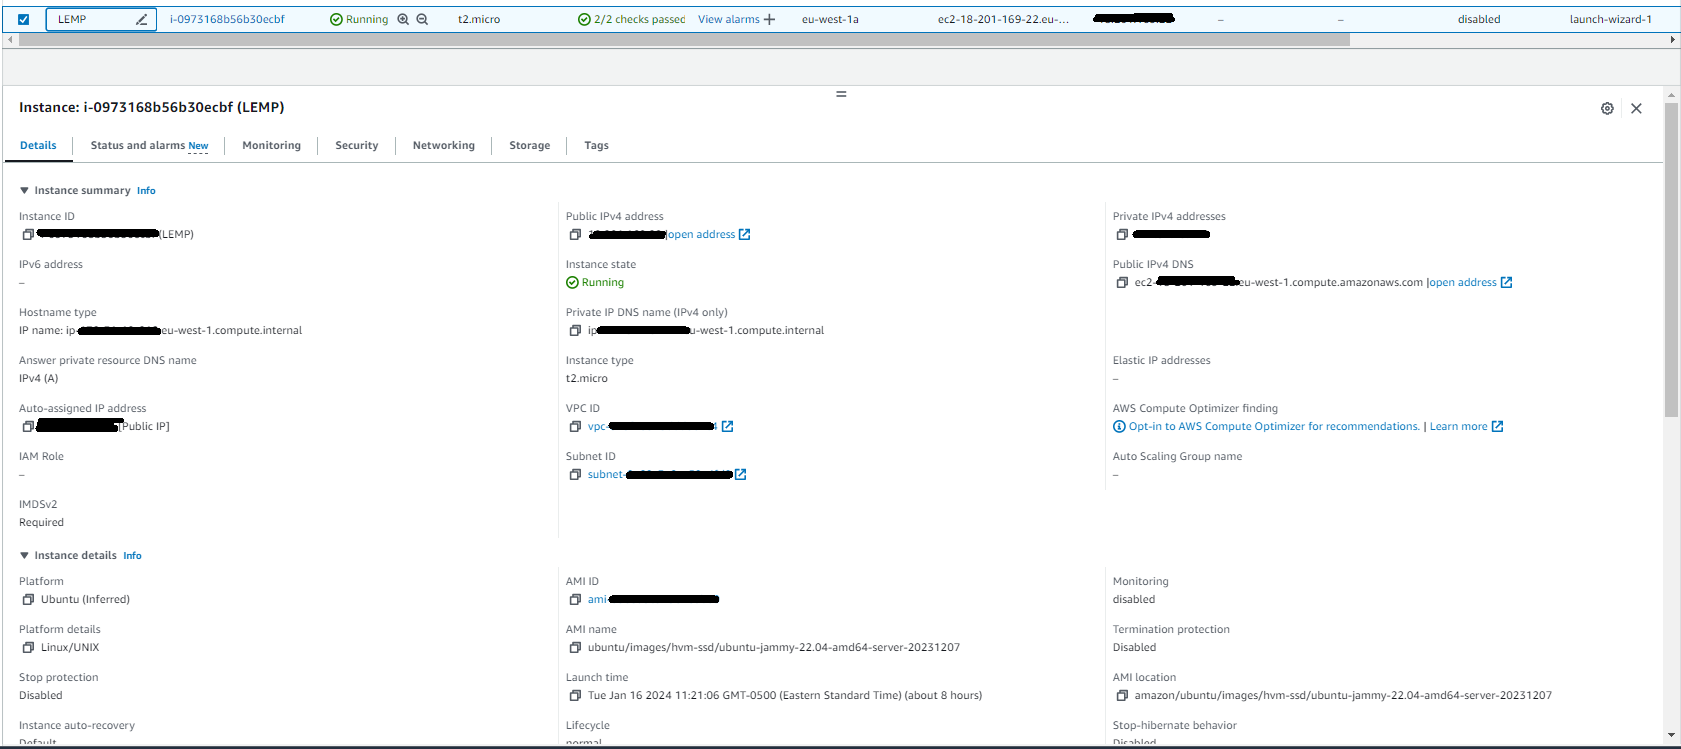 LEMP i-0973168b56b30ecbf Running t2.micro 2/2 checks passed View alarms + eu-west-1a ec2-18-201-169-22.eu-... – – disabled launch-wizard-1
Instance: i-0973168b56b30ecbf (LEMP)
Details Status and alarms New Monitoring Security Networking Storage Tags
Instance summary Info
Instance ID Public IPv4 address Private IPv4 addresses
(LEMP) |open address
IPv6 address Instance state Public IPv4 DNS
– Running ec2- eu-west-1.compute.amazonaws.com |open address
Hostname type Private IP DNS name (IPv4 only)
IP name: ip- eu-west-1.compute.internal ip u-west-1.compute.internal
Answer private resource DNS name Instance type Elastic IP addresses
IPv4 (A) t2.micro –
Auto-assigned IP address VPC ID AWS Compute Optimizer finding
[Public IP] vpc- 4 Opt-in to AWS Compute Optimizer for recommendations. | Learn more
IAM Role Subnet ID Auto Scaling Group name
– subnet- –
IMDSv2
Required
Instance details Info
Platform AMI ID Monitoring
Ubuntu (Inferred) ami- disabled
Platform details AMI name Termination protection
Linux/UNIX ubuntu/images/hvm-ssd/ubuntu-jammy-22.04-amd64-server-20231207 Disabled
Stop protection Launch time AMI location
Disabled Tue Jan 16 2024 11:21:06 GMT-0500 (Eastern Standard Time) (about 8 hours) amazon/ubuntu/images/hvm-ssd/ubuntu-jammy-22.04-amd64-server-20231207
Instance auto-recovery Lifecycle Stop-hibernate behavior
Default normal Disabled